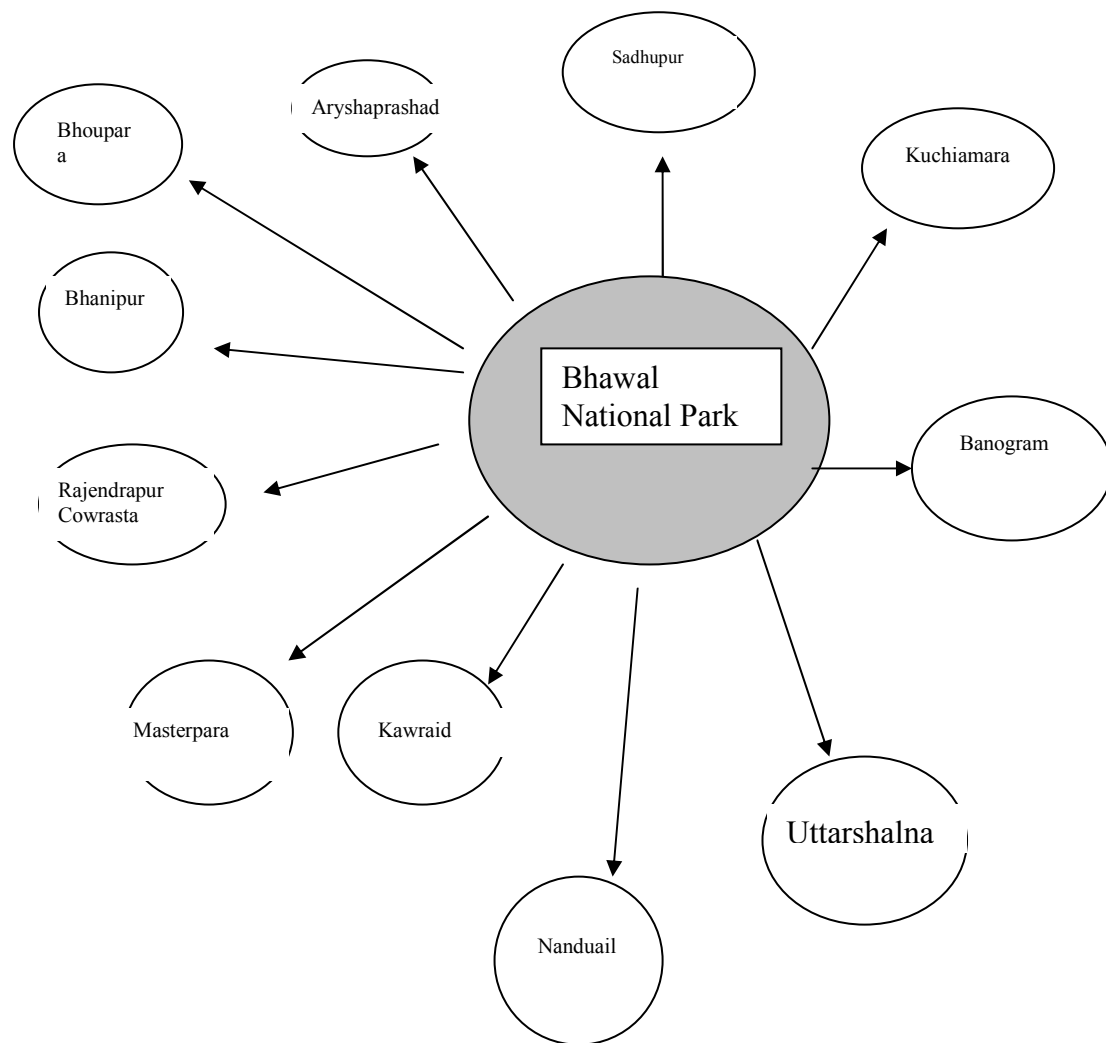 Sadhupur
Aryshaprashad
Bhoupar
a
Kuchiamara
Bhanipur
Bhawal
National Park
Banogram
Rajendrapur
Cowrasta
Masterpara
Kawraid
Uttarshalna
Nanduail